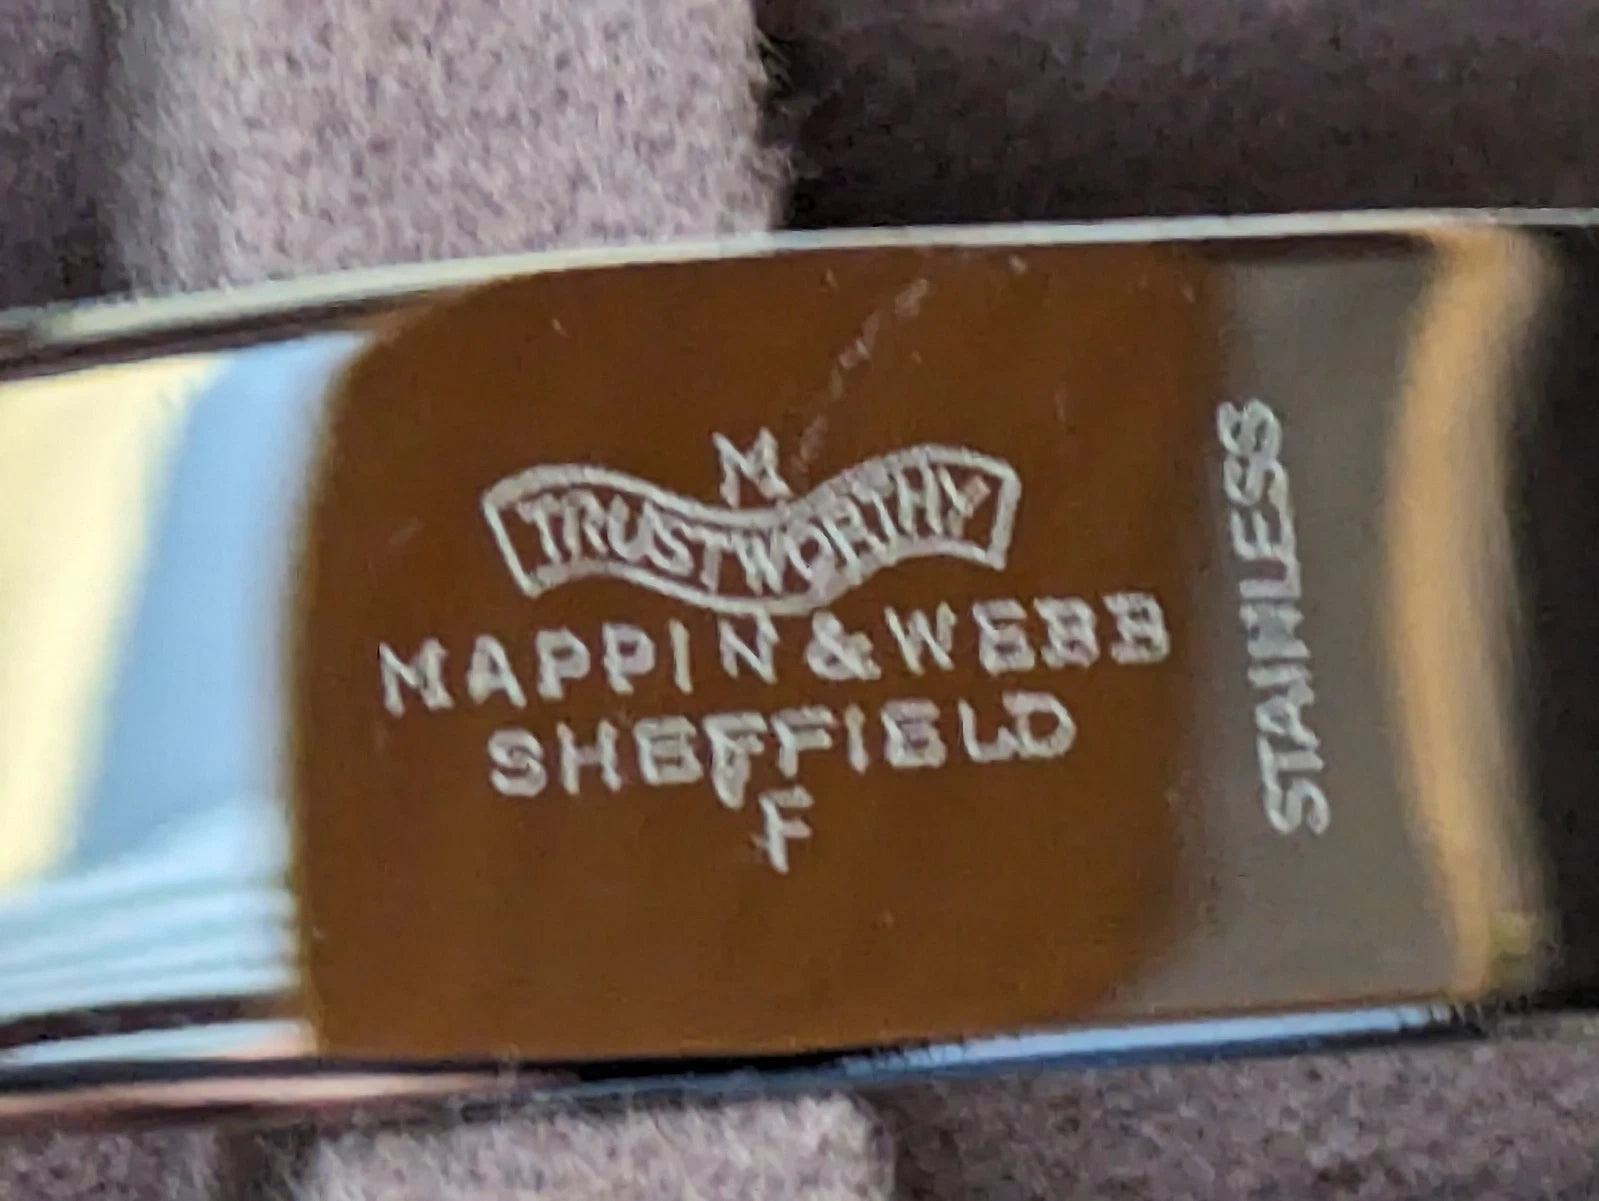 M
TRUSTWORTHY
MAPPIN & WEBB
SHEFFIELD
F
STAINLESS